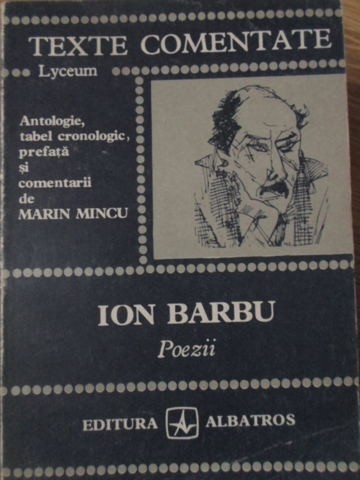 TEXTE COMENTATE
Lyceum
Antologie,
tabel cronologic,
prefață
și
comentarii
de
MARIN MINCU
ION BARBU
Poezii
EDITURA ALBATROS